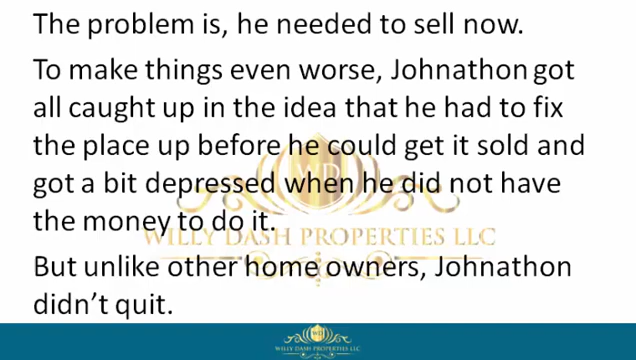 The problem is, he needed to sell now.
To make things even worse, Johnathon got
all caught up in the idea that he had to fix
the place up before he could get it sold and
got a bit depressed when he did not have
the money to do it.
WILLY DASH PROPERTIES LLC
But unlike other home owners, Johnathon
didn't quit.
WILLY DASH PROPERTIES LLC